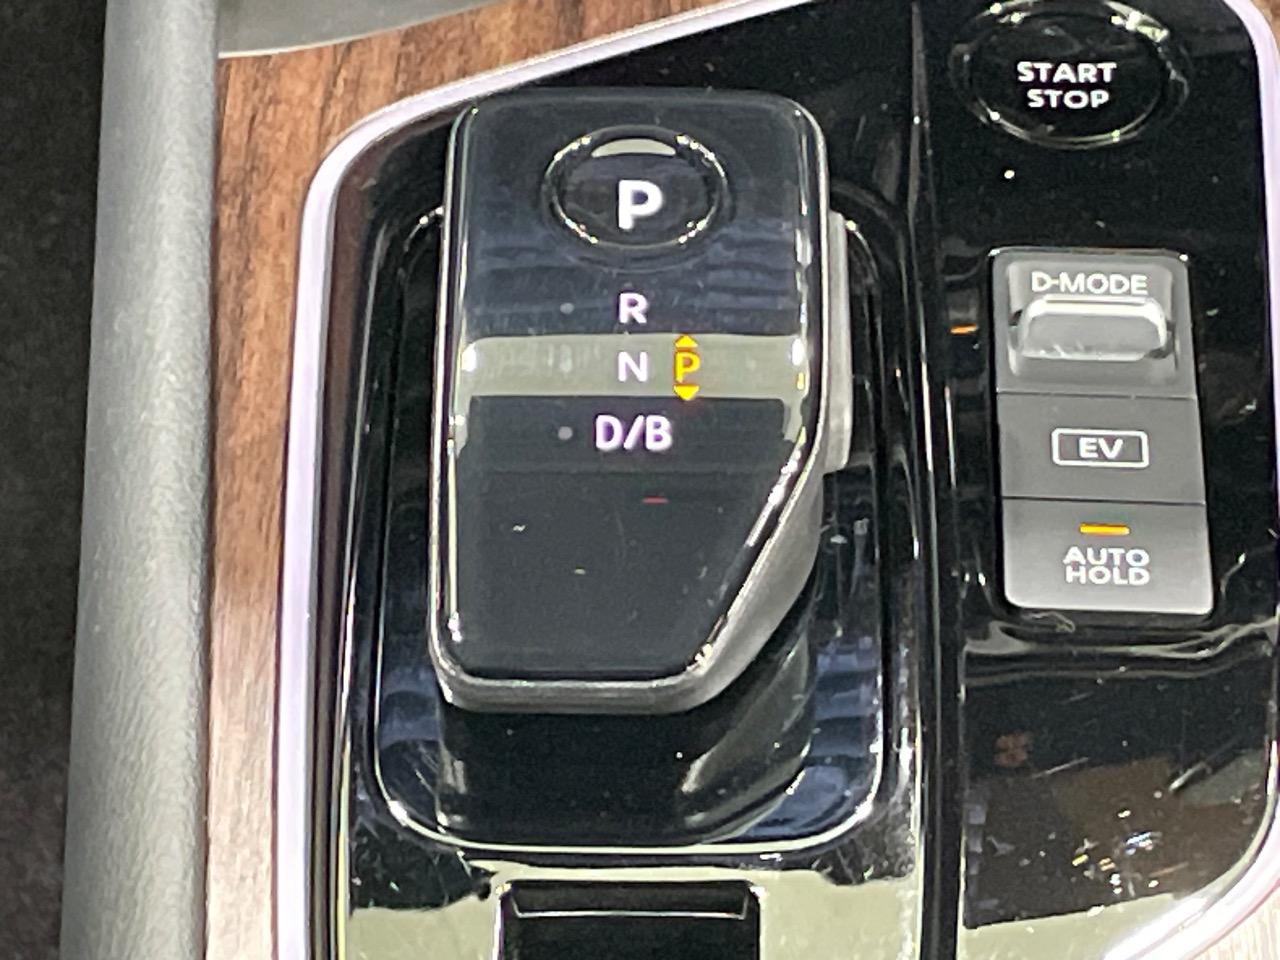 START
STOP
P
D-MODE
R
N P
D/B
EV
AUTO
HOLD